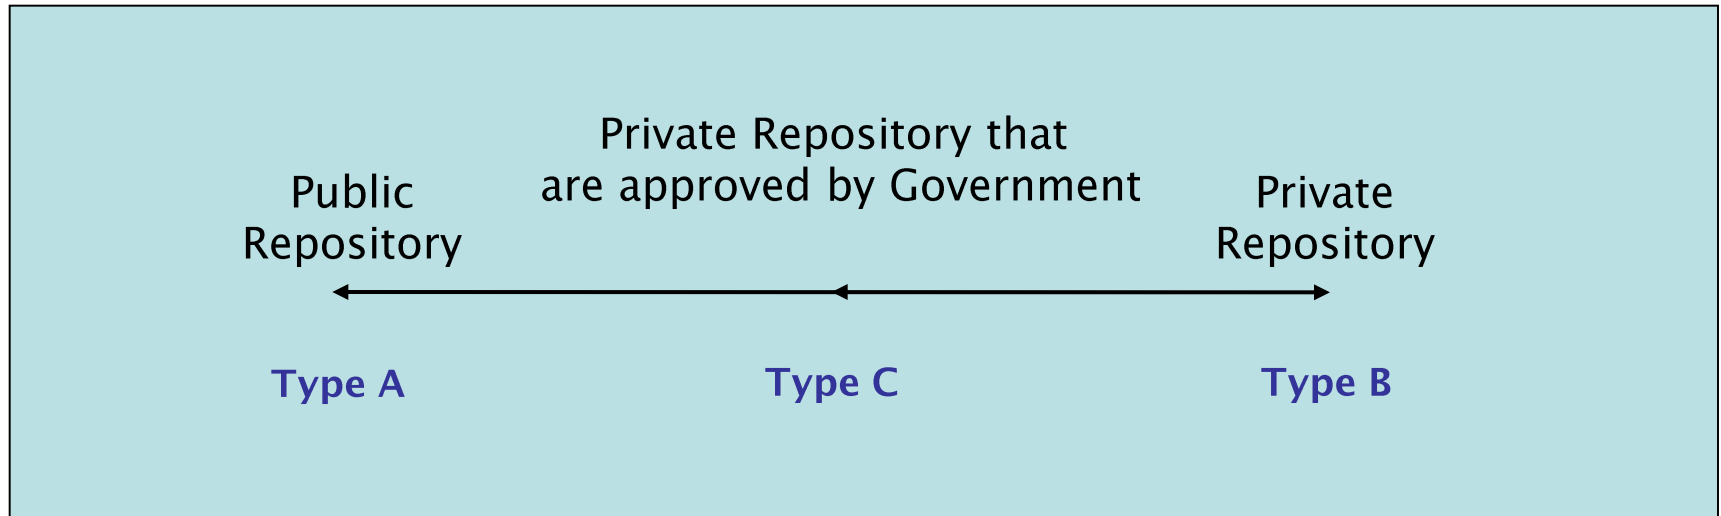 Public
Repository
Private Repository that
are approved by Government
Private
Repository
Type A
Type C
Type B